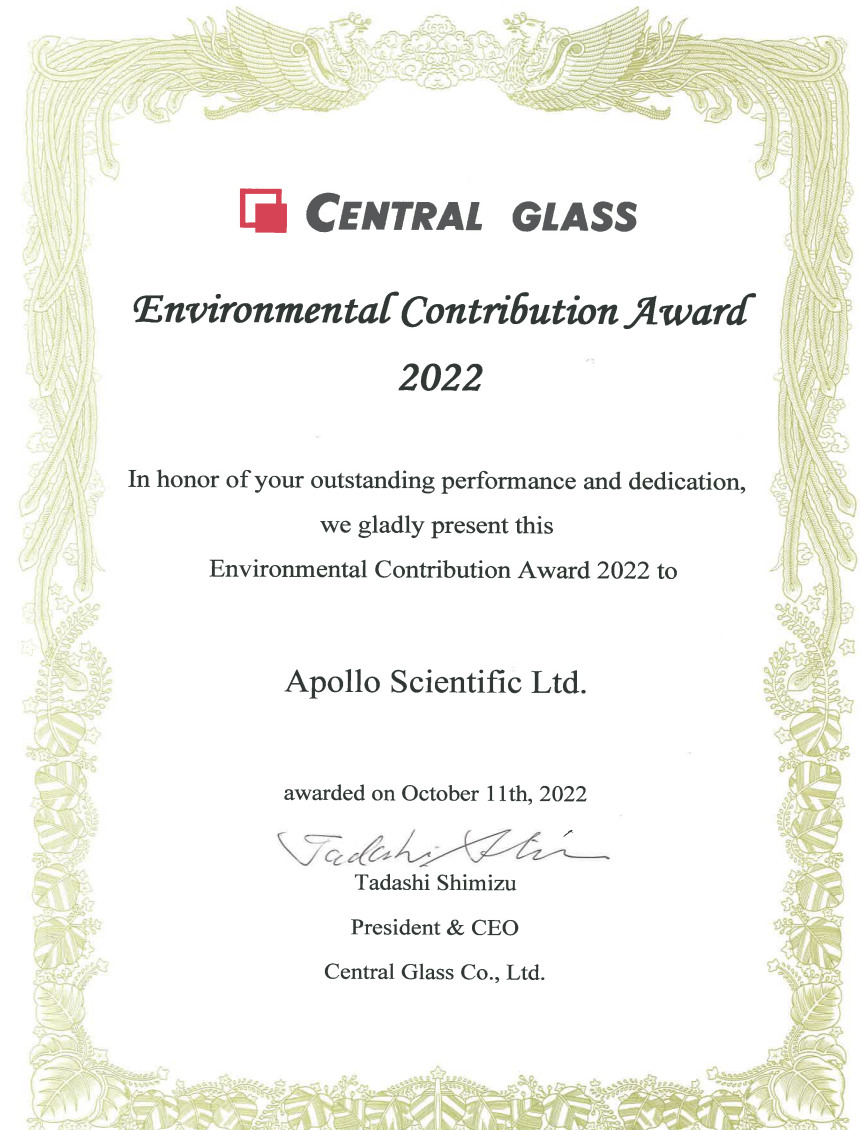 CENTRAL GLASS
Environmental Contribution Award
2022
In honor of your outstanding performance and dedication,
we gladly present this
Environmental Contribution Award 2022 to
Apollo Scientific Ltd.
awarded on October 11th, 2022
Tadashi Shimizu
President & CEO
Central Glass Co., Ltd.